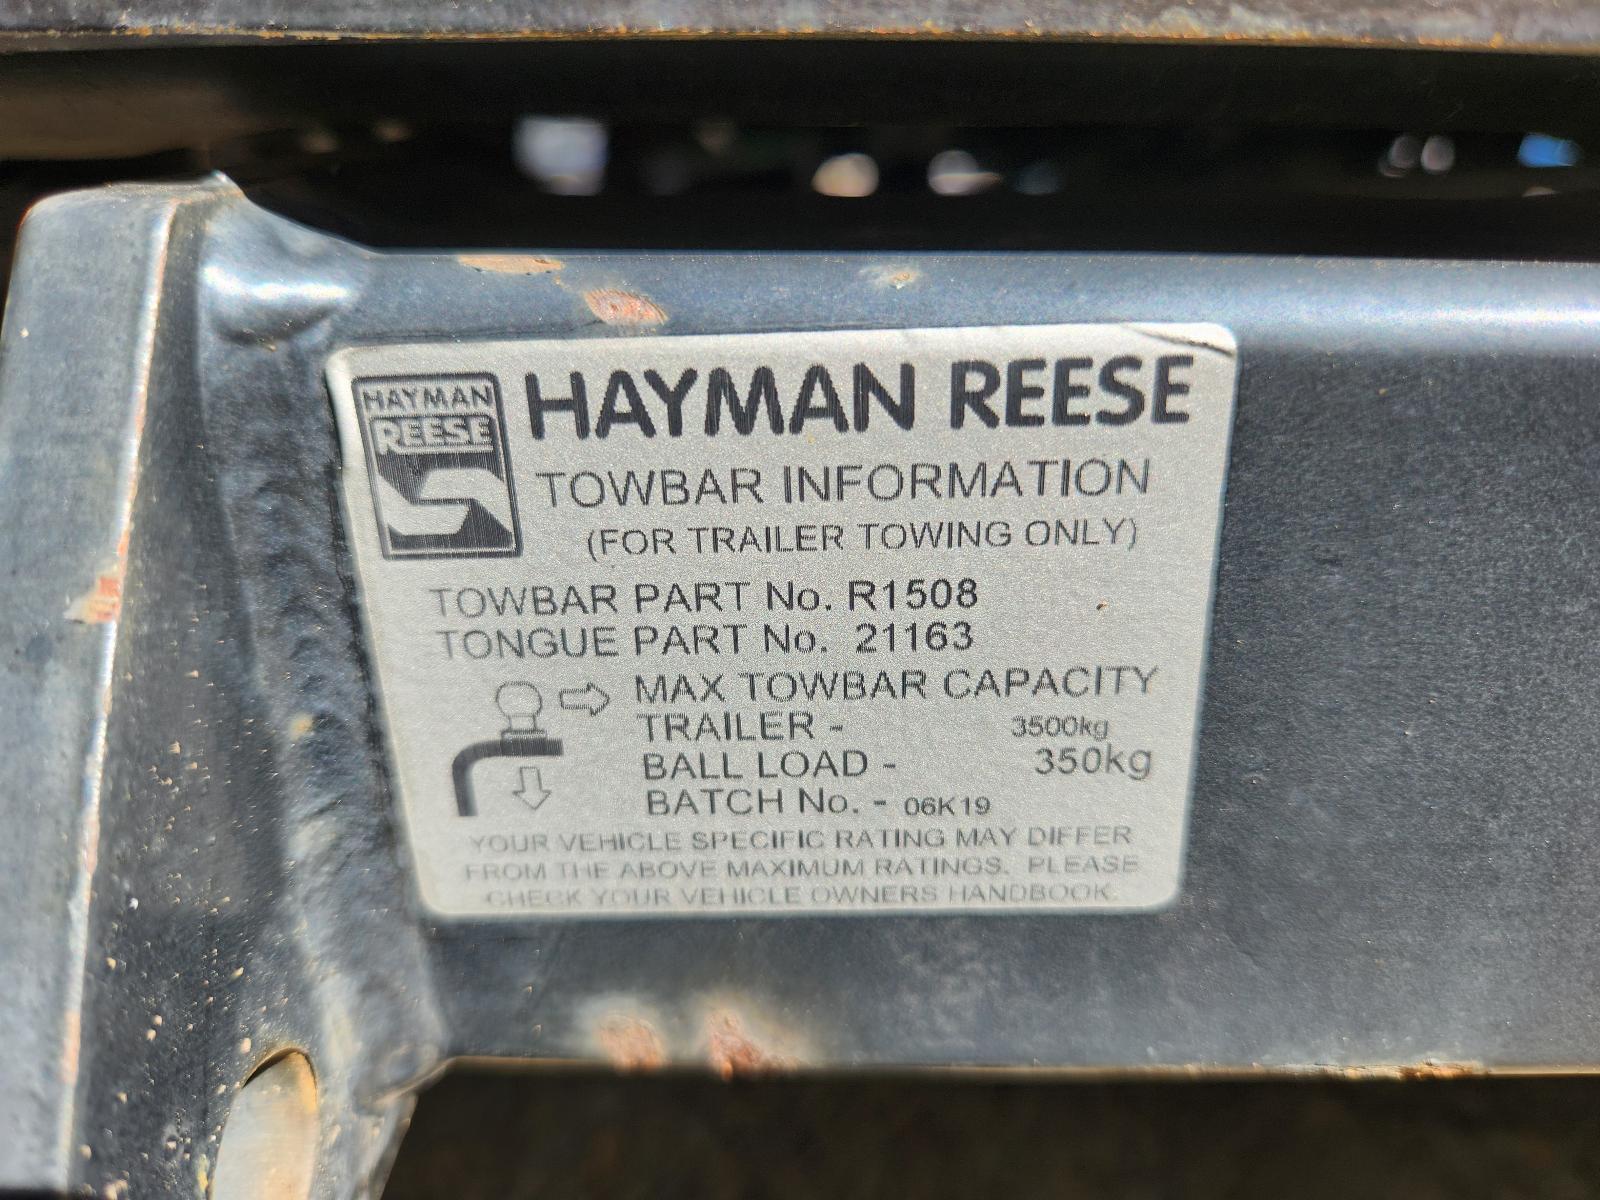 HAYMAN
REESE
HAYMAN REESE
TOWBAR INFORMATION
(FOR TRAILER TOWING ONLY)
TOWBAR PART No. R1508
TONGUE PART No. 21163
MAX TOWBAR CAPACITY
TRAILER - 3500kg
BALL LOAD - 350kg
BATCH No. - 06K19
YOUR VEHICLE SPECIFIC RATING MAY DIFFER
FROM THE ABOVE MAXIMUM RATINGS. PLEASE
CHECK YOUR VEHICLE OWNERS HANDBOOK.